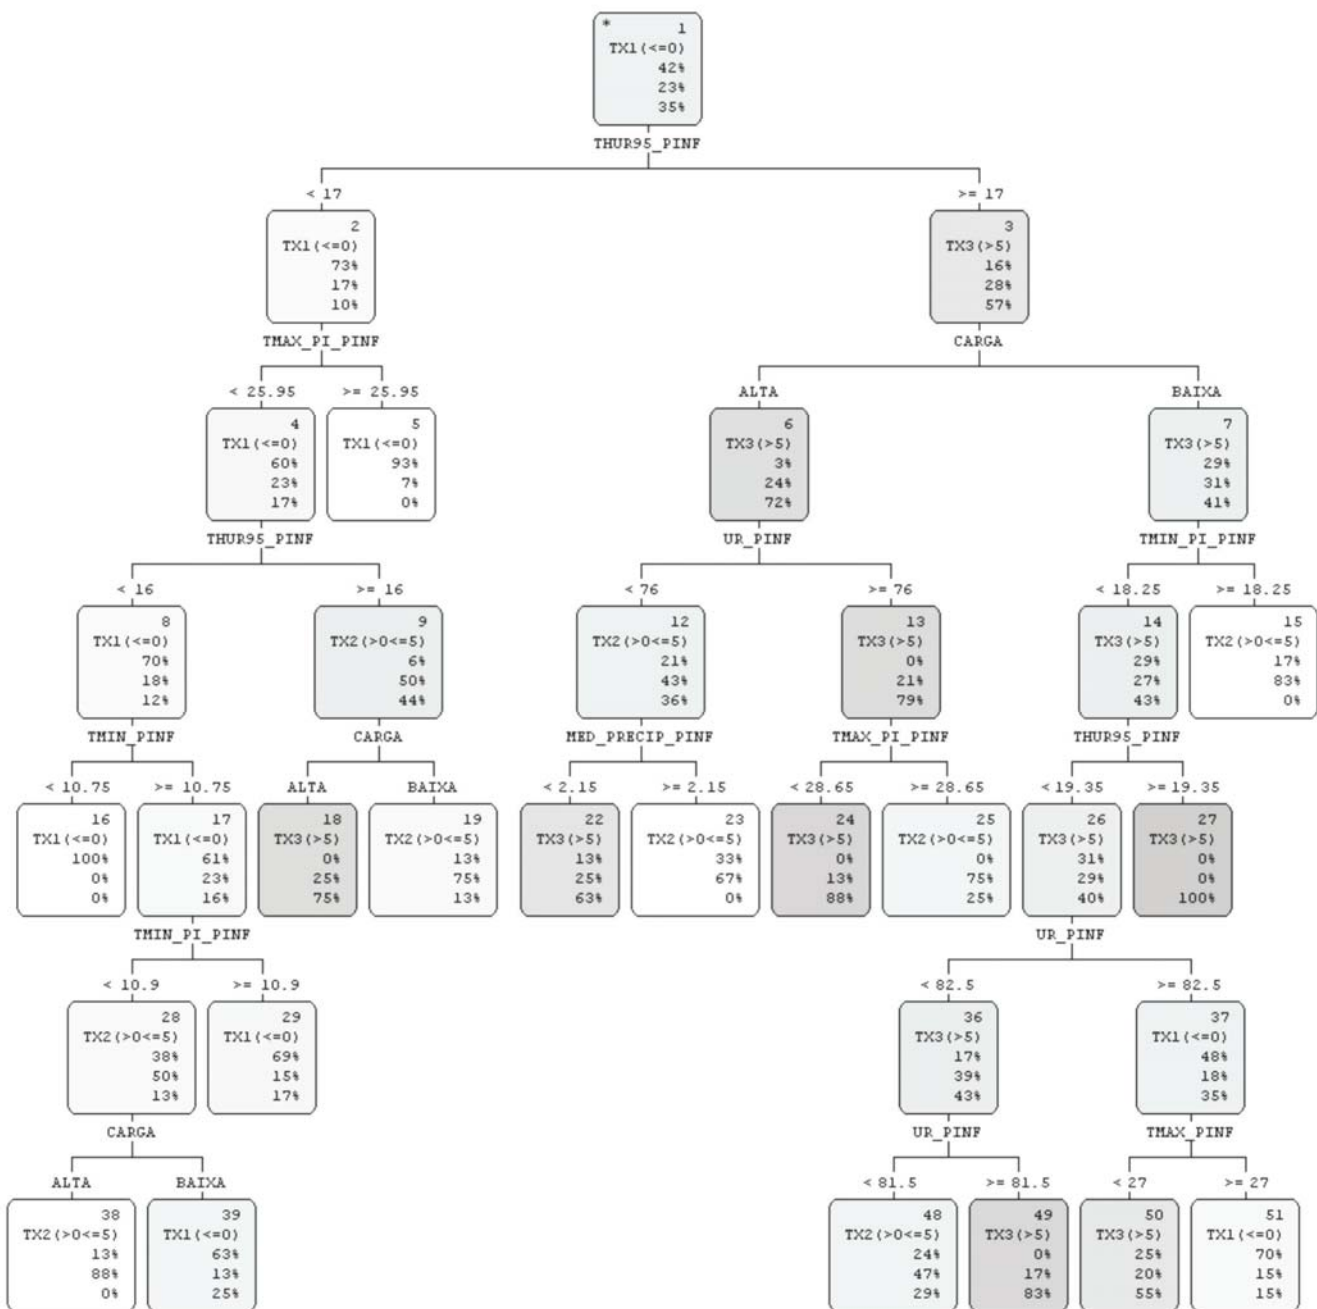 * 1
TX1(<=0)
42%
23%
35%
THUR95_PINF
< 17 >= 17
2 3
TX1(<=0) TX3(>5)
73% 16%
17% 28%
10% 57%
TMAX_PI_PINF CARGA
< 25.95 >= 25.95 ALTA BAIXA
4 5 6 7
TX1(<=0) TX1(<=0) TX3(>5) TX3(>5)
60% 93% 3% 29%
23% 7% 24% 31%
17% 0% 72% 41%
THUR95_PINF UR_PINF TMIN_PI_PINF
< 16 >= 16 < 76 >= 76 < 18.25 >= 18.25
8 9 12 13 14 15
TX1(<=0) TX2(>0<=5) TX2(>0<=5) TX3(>5) TX3(>5) TX2(>0<=5)
70% 6% 21% 0% 29% 17%
18% 50% 43% 21% 27% 83%
12% 44% 36% 79% 43% 0%
TMIN_PINF CARGA MED_PRECIP_PINF TMAX_PI_PINF THUR95_PINF
< 10.75 >= 10.75 ALTA BAIXA < 2.15 >= 2.15 < 28.65 >= 28.65 <19.35 >=19.35
16 17 18 19 22 23 24 25 26 27
TX1(<=0) TX1(<=0) TX3(>5) TX2(>0<=5) TX3(>5) TX2(>0<=5) TX3(>5) TX2(>0<=5) TX3(>5) TX3(>5)
100% 61% 0% 13% 13% 33% 0% 0% 31% 0%
0% 23% 25% 75% 25% 67% 13% 75% 29% 0%
0% 16% 75% 13% 63% 0% 88% 25% 40% 100%
TMIN_PI_PINF UR_PINF
< 10.9 >= 10.9 < 82.5 >= 82.5
28 29 36 37
TX2(>0<=5) TX1(<=0) TX3(>5) TX1(<=0)
38% 69% 17% 48%
50% 15% 39% 18%
13% 17% 43% 35%
CARGA UR_PINF TMAX_PINF
ALTA BAIXA < 81.5 >= 81.5 < 27 >= 27
38 39 48 49 50 51
TX2(>0<=5) TX1(<=0) TX2(>0<=5) TX3(>5) TX3(>5) TX1(<=0)
13% 63% 24% 0% 25% 70%
88% 13% 47% 17% 20% 15%
0% 25% 29% 83% 55% 15%